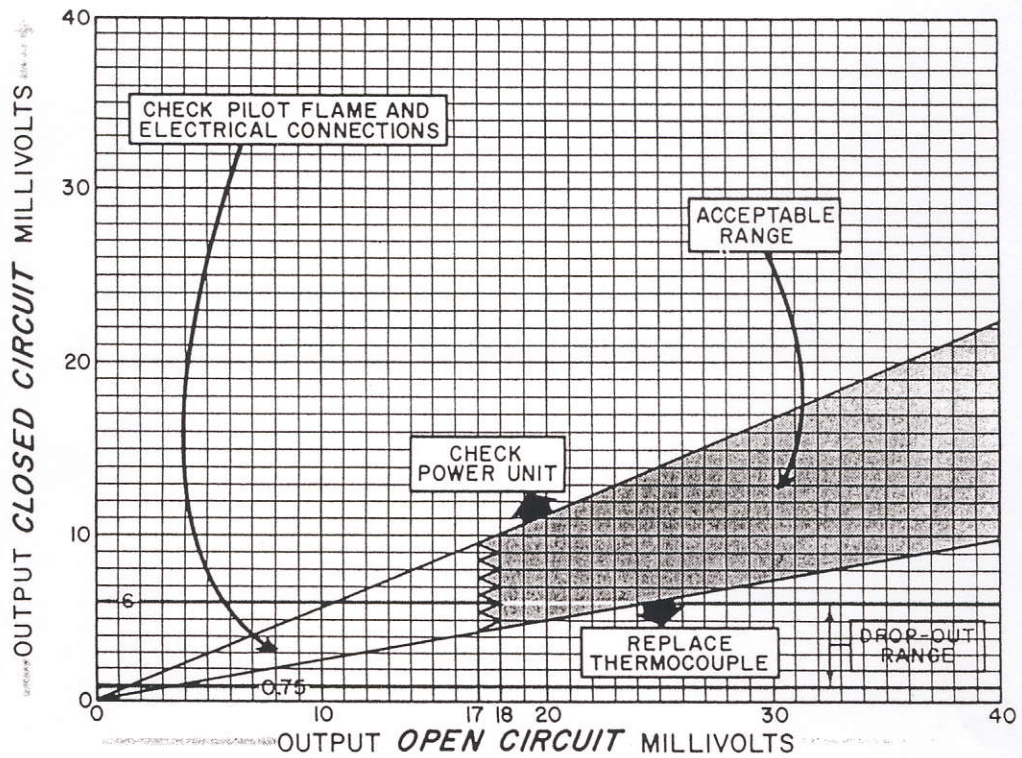 40
CHECK PILOT FLAME AND
ELECTRICAL CONNECTIONS
30
ACCEPTABLE
RANGE
20
CHECK
POWER UNIT
10
6
REPLACE
THERMOCOUPLE
DROP-OUT
RANGE
0.75
0
0
10
17
18
20
30
40
OUTPUT CLOSED CIRCUIT MILLIVOLTS
OUTPUT OPEN CIRCUIT MILLIVOLTS